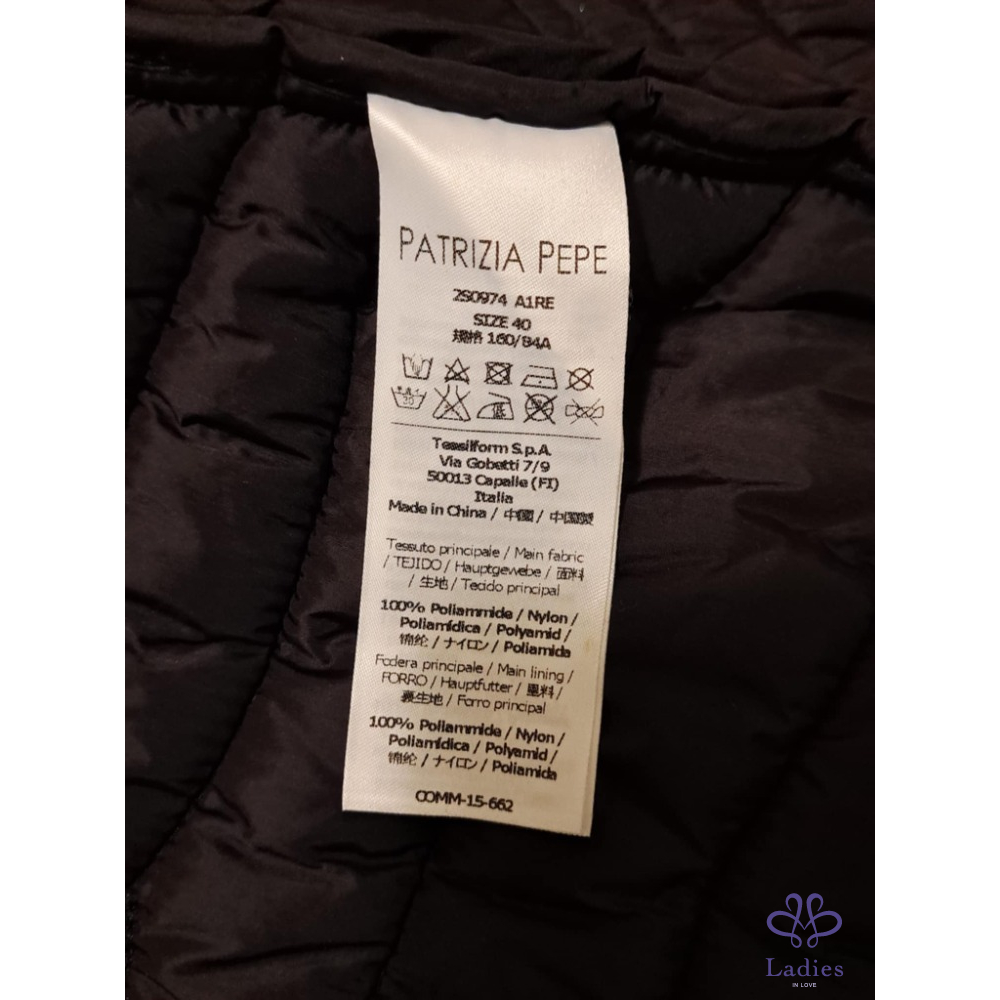 PATRIZIA PEPE
2S0974 A1RE
SIZE 40
规格 160/84A
Tessilform S.p.A.
Via Gobetti 7/9
50013 Capalle (FI)
Italia
Made in China / 中國 / 中国製
Tessuto principale / Main fabric
/ TEJIDO / Hauptgewebe / 面料
/ 生地 / Tecido principal
100% Poliammide / Nylon /
Poliamídica / Polyamid /
锦纶 / ナイロン / Poliamida
Fodera principale / Main lining /
FORRO / Hauptfutter / 里料 /
裏生地 / Forro principal
100% Poliammide / Nylon /
Poliamídica / Polyamid /
锦纶 / ナイロン / Poliamida
COMM-15-662
Ladies
IN LOVE